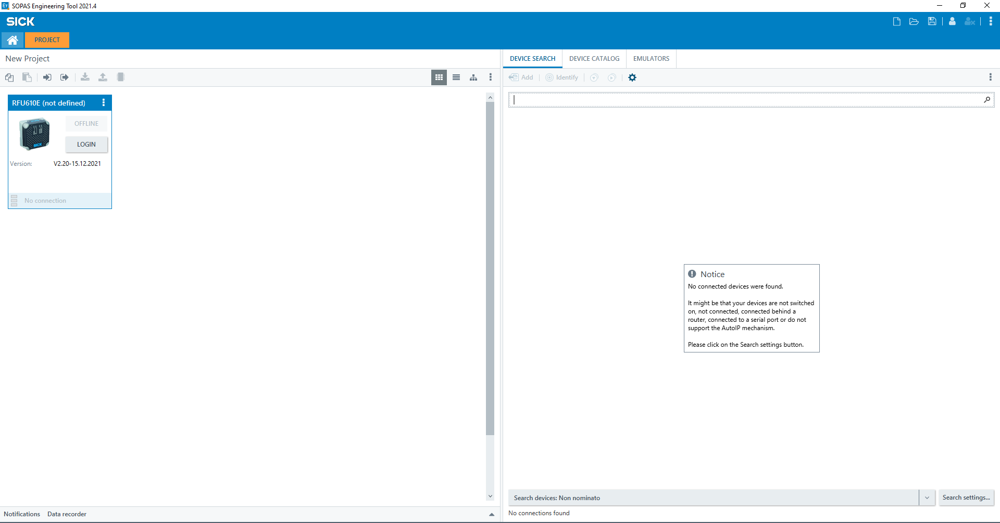 SOPAS Engineering Tool 2021.4
SICK
PROJECT
New Project
DEVICE SEARCH
DEVICE CATALOG
EMULATORS
Add
Identify
RFU610E (not defined)
SICK
OFFLINE
LOGIN
Version:
V2.20-15.12.2021
No connection
Notice
No connected devices were found.
It might be that your devices are not switched
on, not connected, connected behind a
router, connected to a serial port or do not
support the AutoIP mechanism.
Please click on the Search settings button.
Search devices: Non nominato
Search settings...
No connections found
Notifications
Data recorder